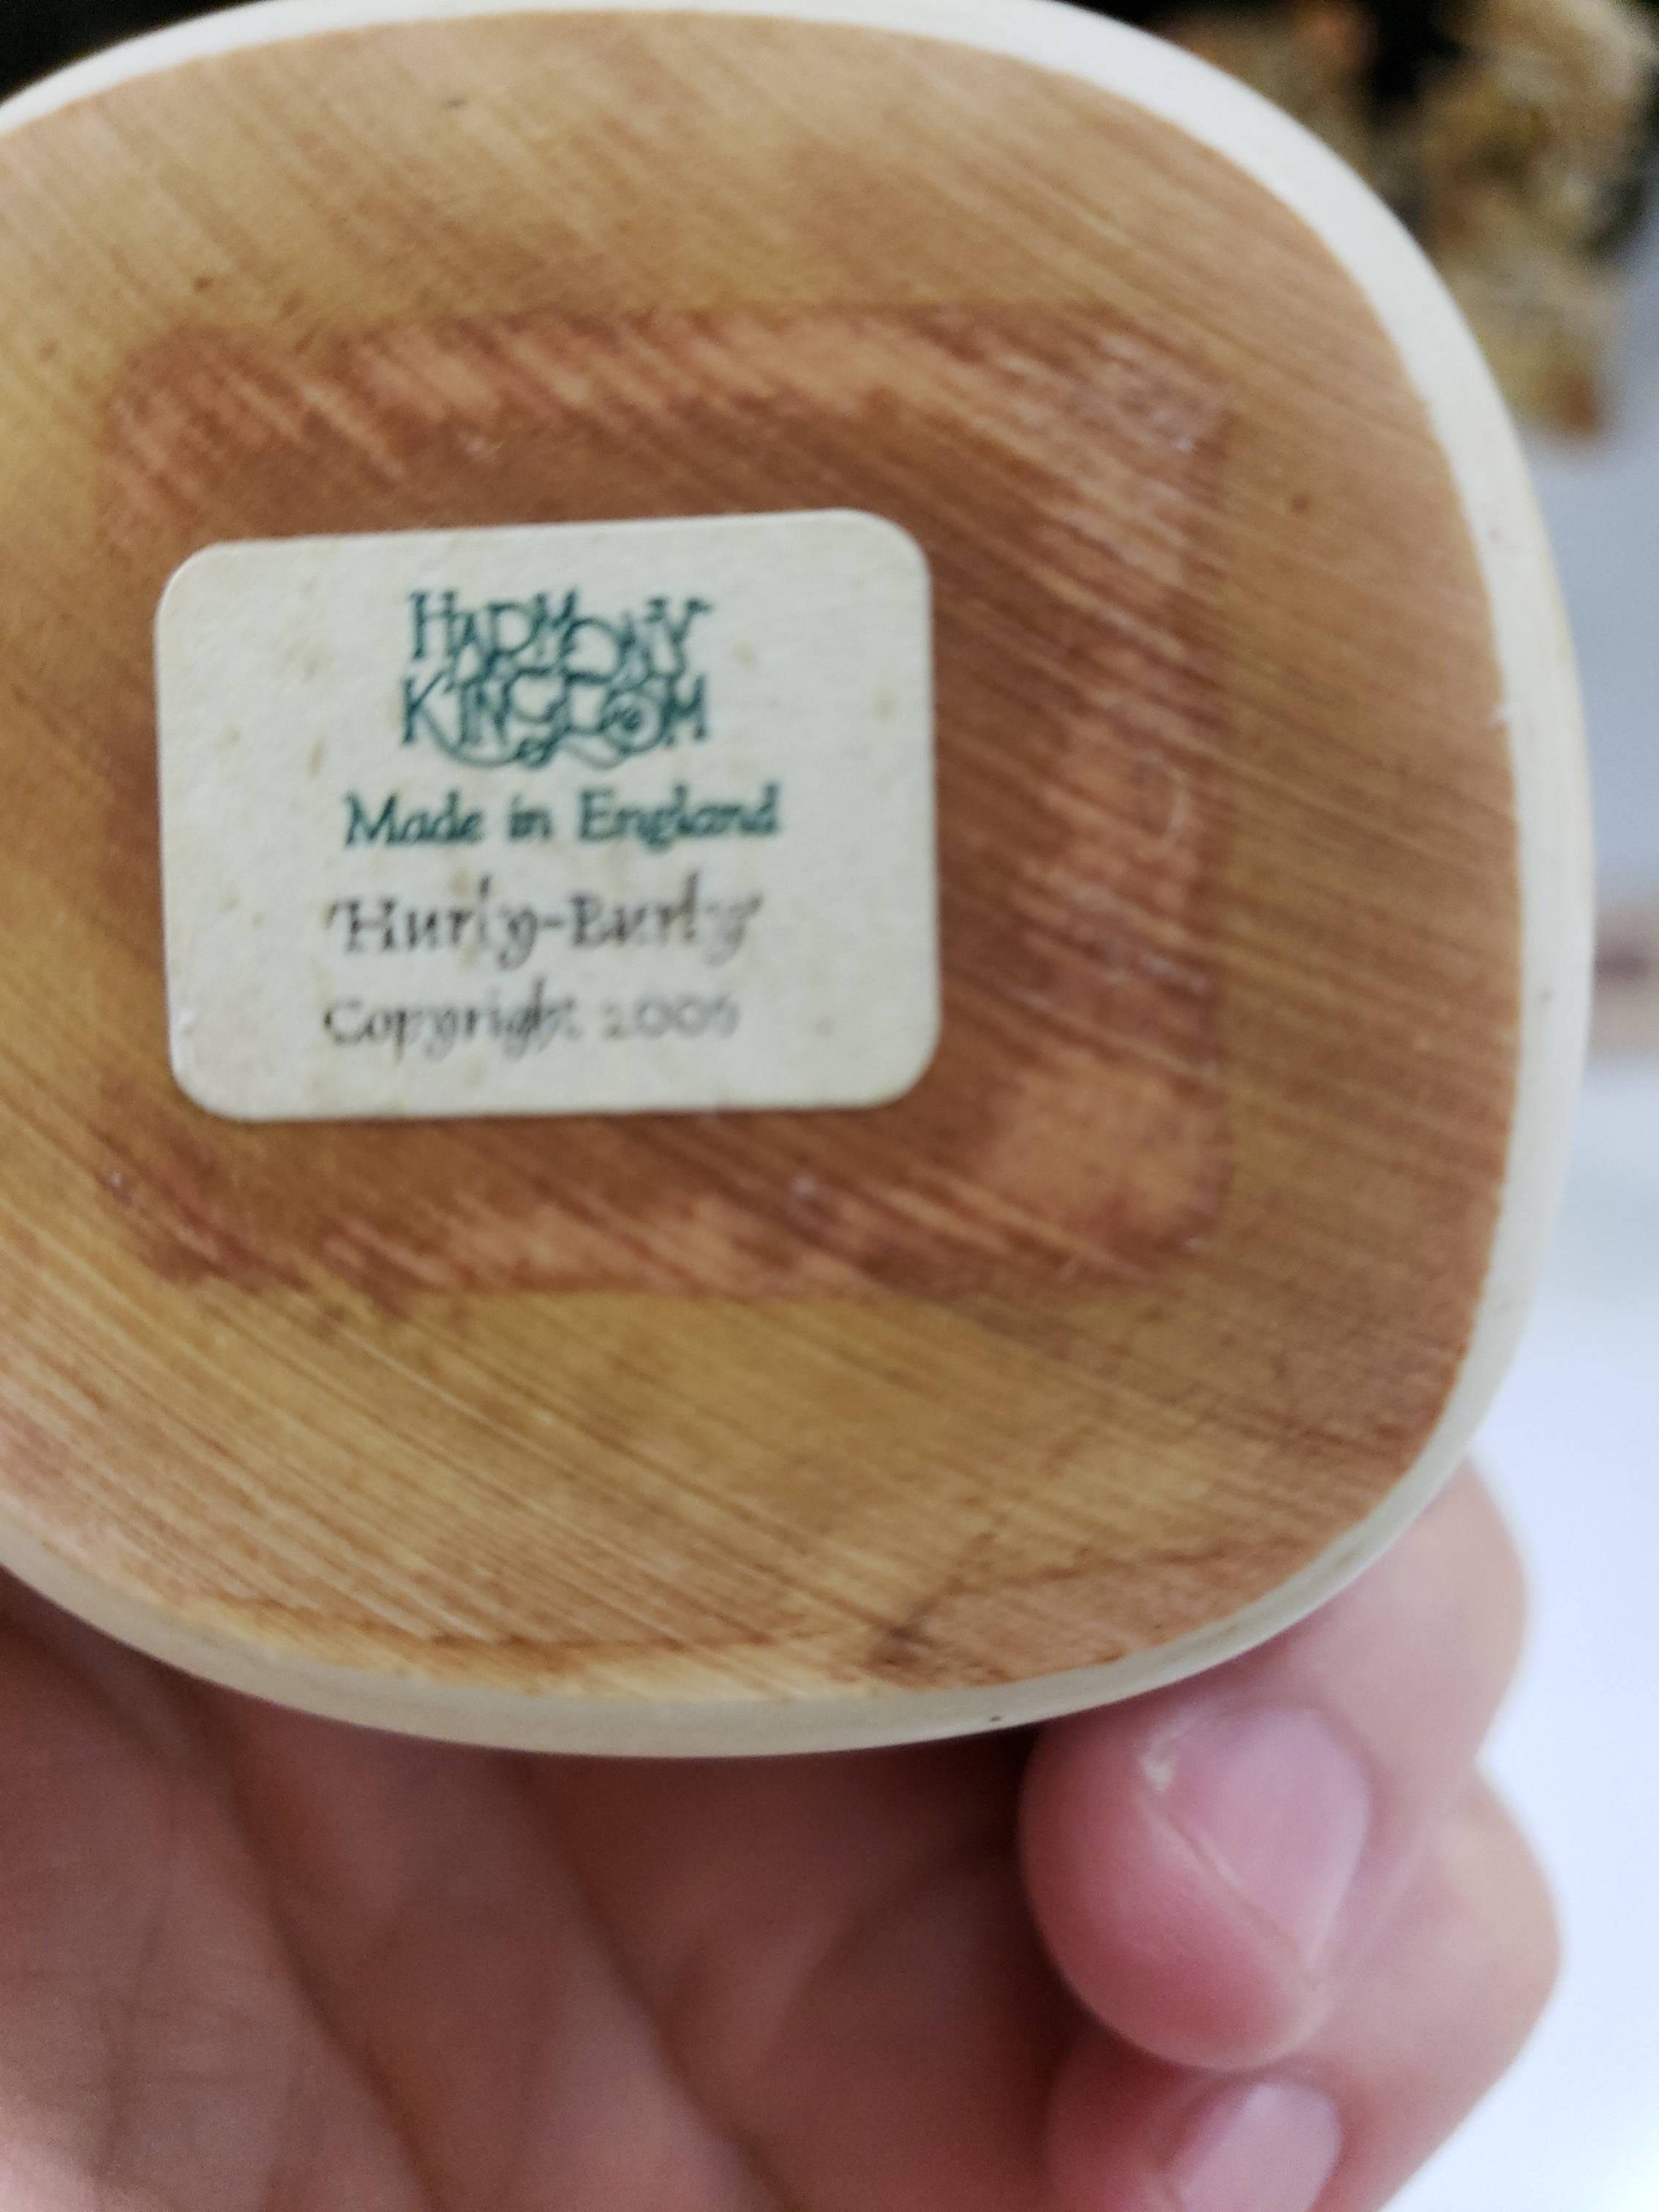 HARMONY
KINGDOM
Made in England
'Hurly-Burly'
Copyright 2006